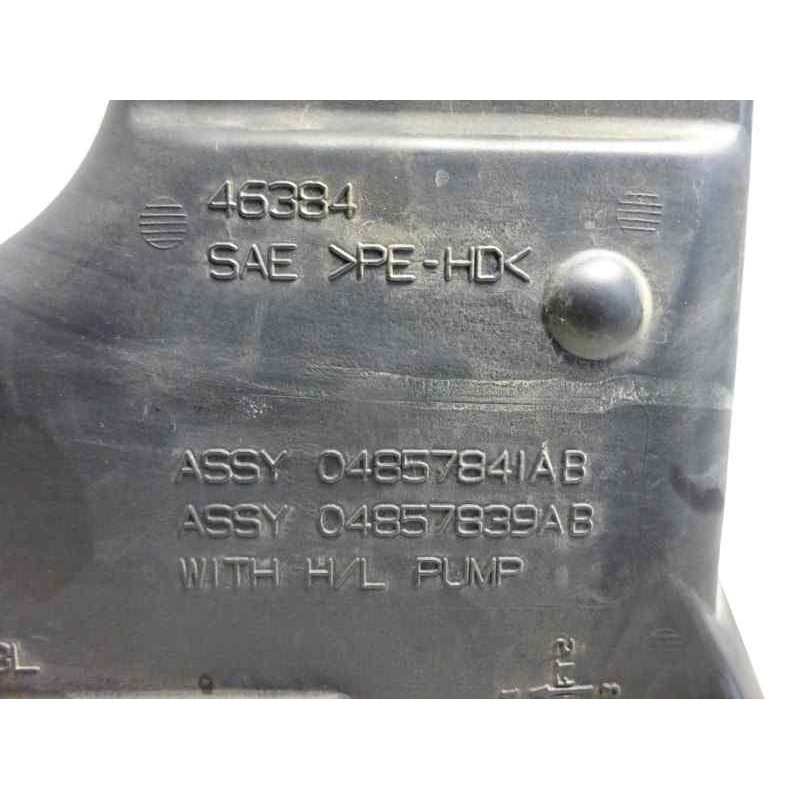 46384
SAE >PE-HD<
ASSY 04857841AB
ASSY 04857839AB
WITH H/L PUMP